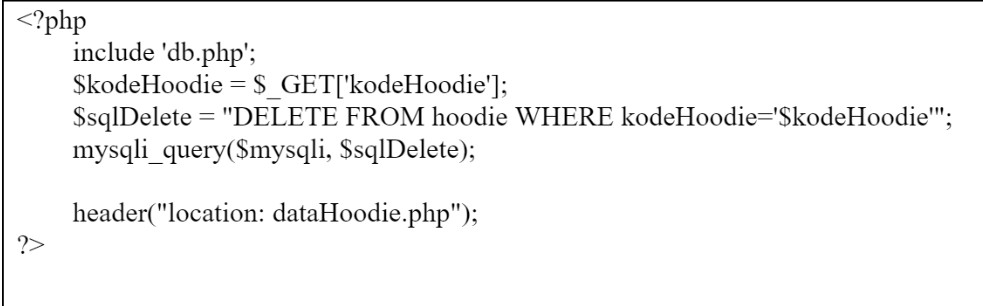 <?php
include 'db.php';
$kodeHoodie = $_GET['kodeHoodie'];
$sqlDelete = "DELETE FROM hoodie WHERE kodeHoodie='$kodeHoodie'";
mysqli_query($mysqli, $sqlDelete);
header("location: dataHoodie.php");
?>